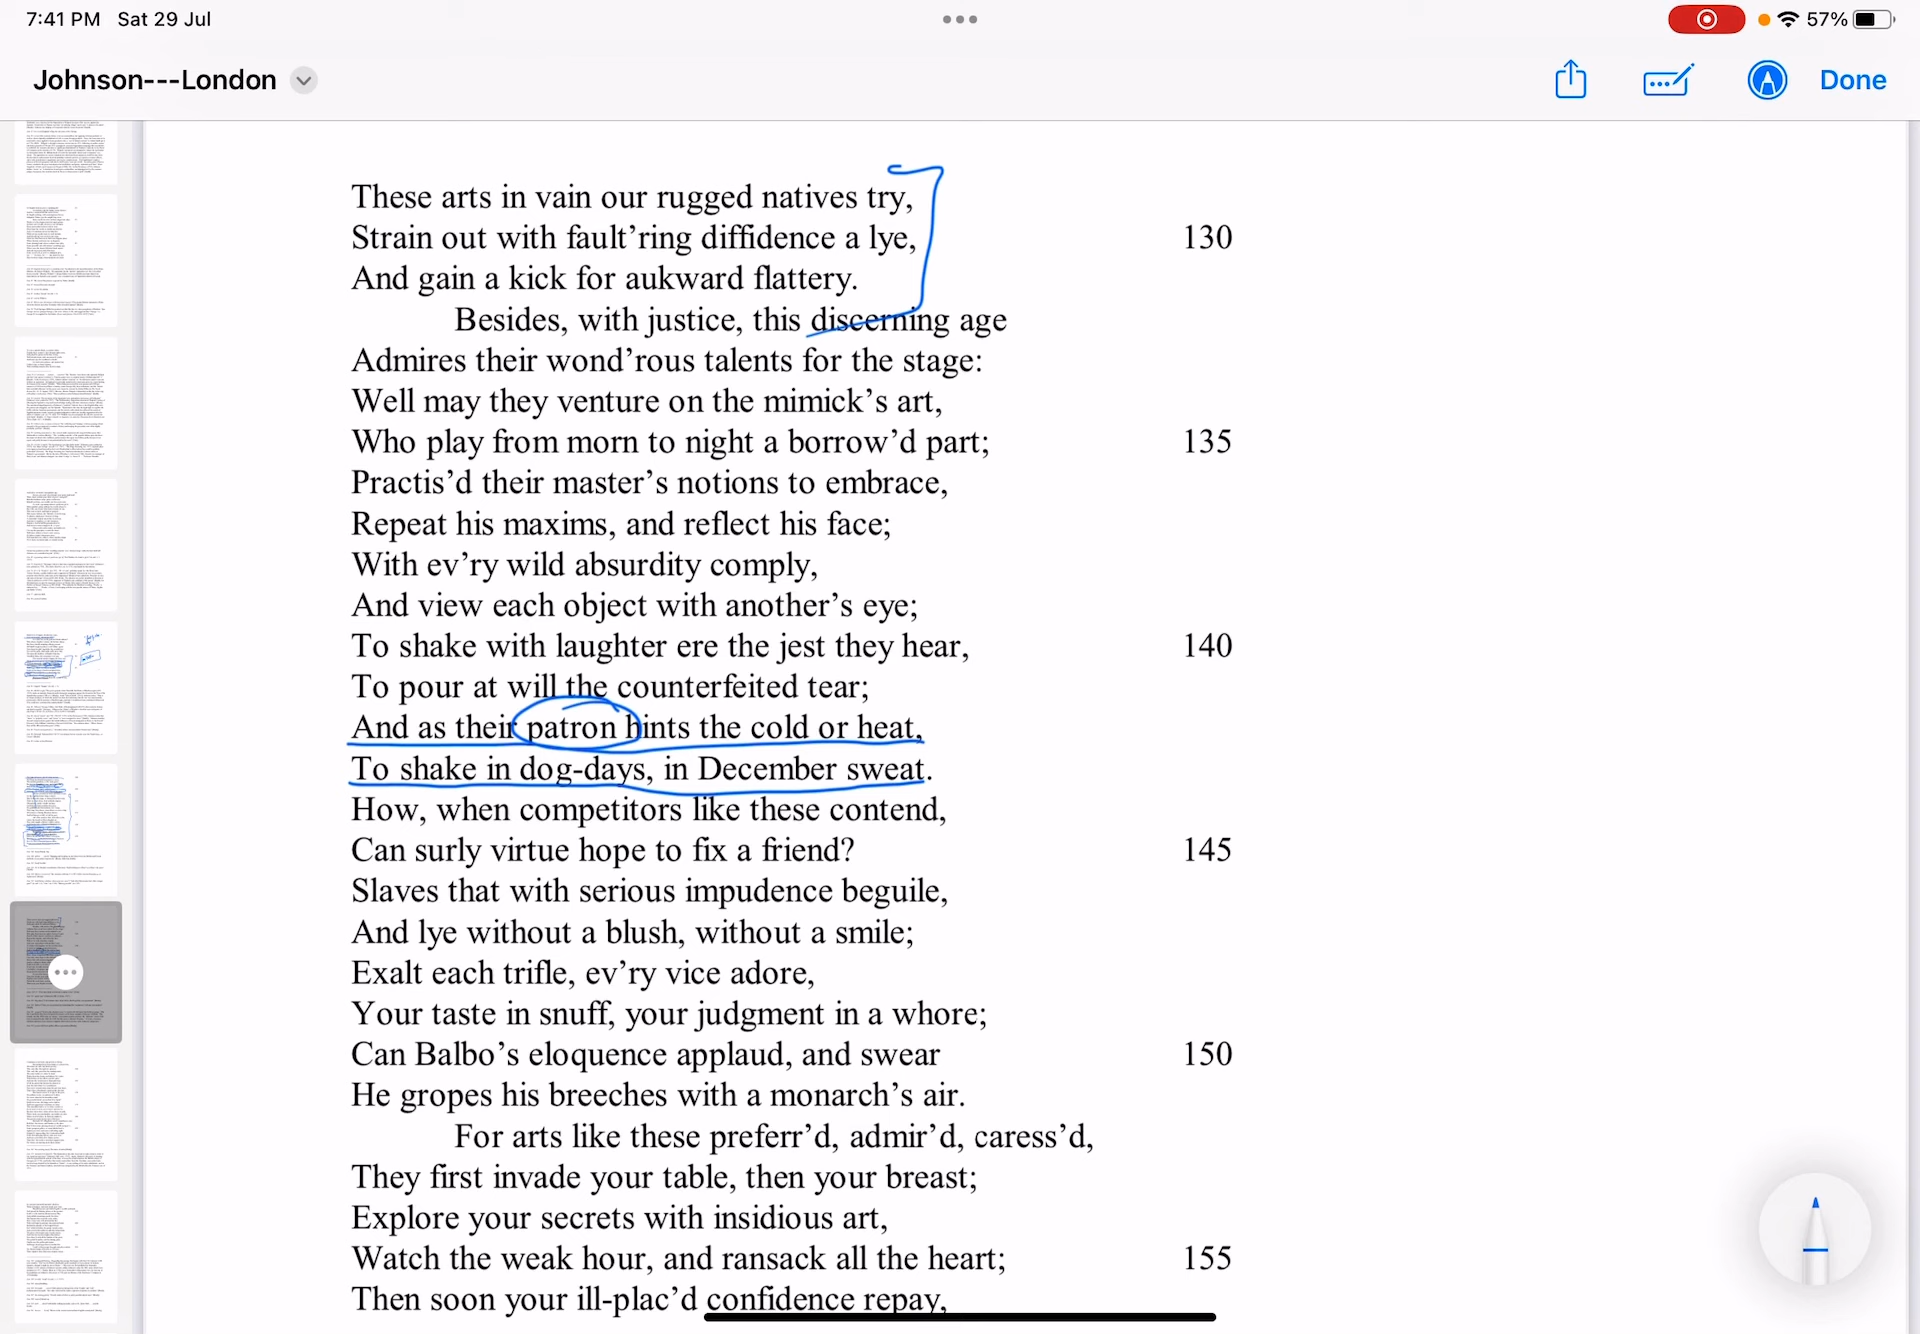 7:41 PM Sat 29 Jul
57%
Johnson---London
Done
These arts in vain our rugged natives try,
Strain out with fault’ring diffidence a lye, 130
And gain a kick for aukward flattery.
Besides, with justice, this discerning age
Admires their wond’rous talents for the stage:
Well may they venture on the mimick’s art,
Who play from morn to night a borrow’d part; 135
Practis’d their master’s notions to embrace,
Repeat his maxims, and reflect his face;
With ev’ry wild absurdity comply,
And view each object with another’s eye;
To shake with laughter ere the jest they hear, 140
To pour at will the counterfeited tear;
And as their patron hints the cold or heat,
To shake in dog-days, in December sweat.
How, when competitors like these contend,
Can surly virtue hope to fix a friend? 145
Slaves that with serious impudence beguile,
And lye without a blush, without a smile;
Exalt each trifle, ev’ry vice adore,
Your taste in snuff, your judgment in a whore;
Can Balbo’s eloquence applaud, and swear 150
He gropes his breeches with a monarch’s air.
For arts like these preferr’d, admir’d, caress’d,
They first invade your table, then your breast;
Explore your secrets with insidious art,
Watch the weak hour, and ransack all the heart; 155
Then soon your ill-plac’d confidence repay,